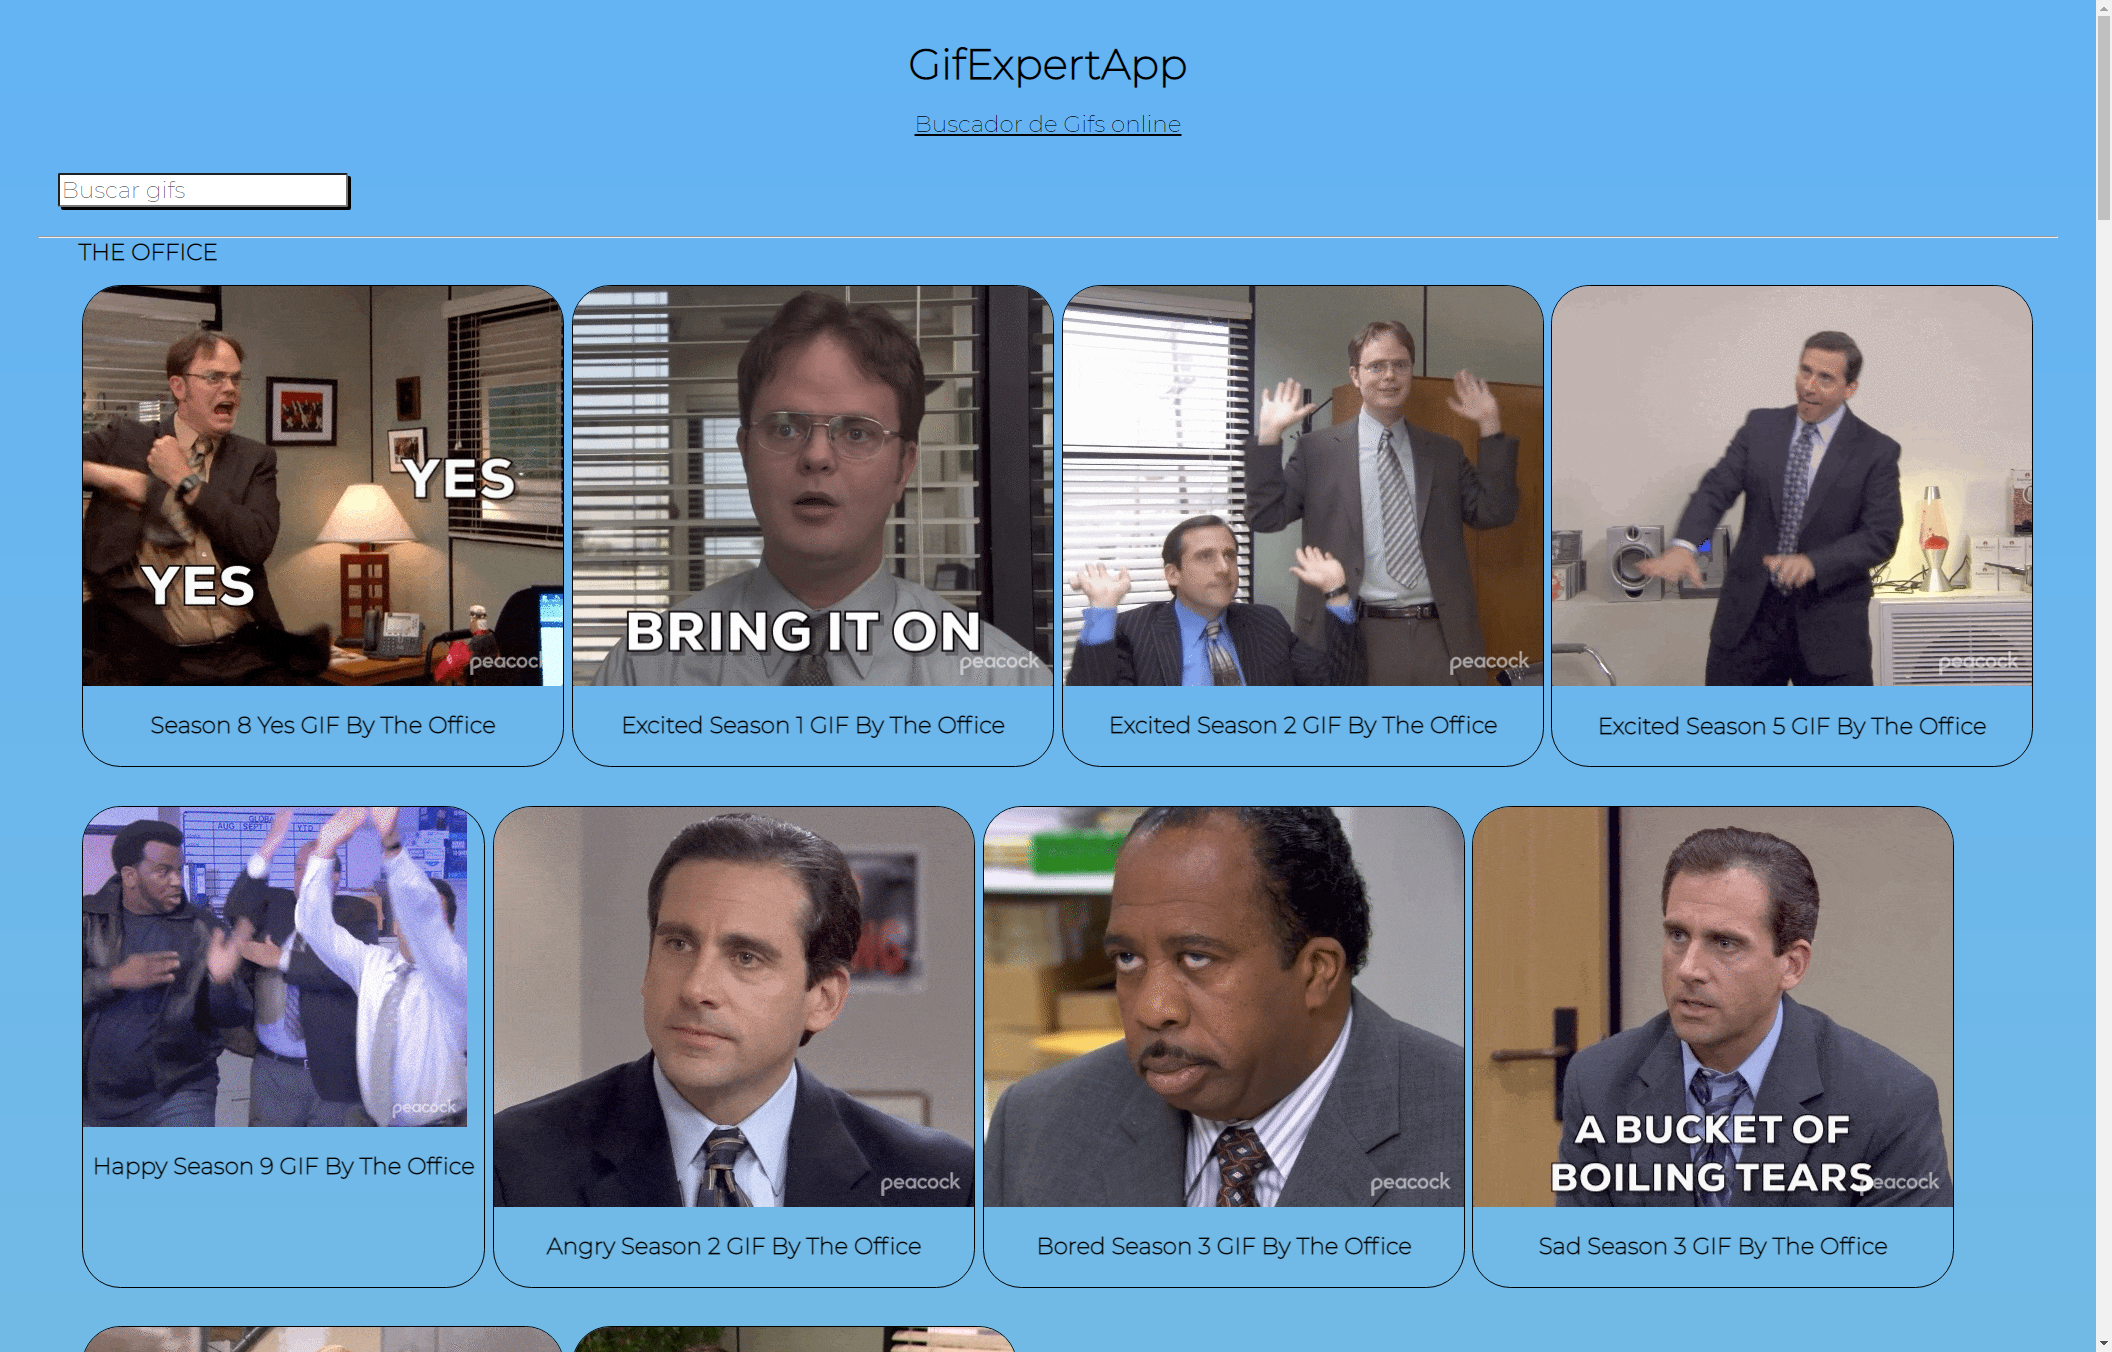 GifExpertApp
Buscador de Gifs online
Buscar gifs
THE OFFICE
YES
YES
peacock
BRING IT ON
peacock
peacock
peacock
Season 8 Yes GIF By The Office
Excited Season 1 GIF By The Office
Excited Season 2 GIF By The Office
Excited Season 5 GIF By The Office
GLOBA
AUG SEPT YTD
peacock
peacock
peacock
A BUCKET OF
BOILING TEARS
peacock
Happy Season 9 GIF By The Office
Angry Season 2 GIF By The Office
Bored Season 3 GIF By The Office
Sad Season 3 GIF By The Office